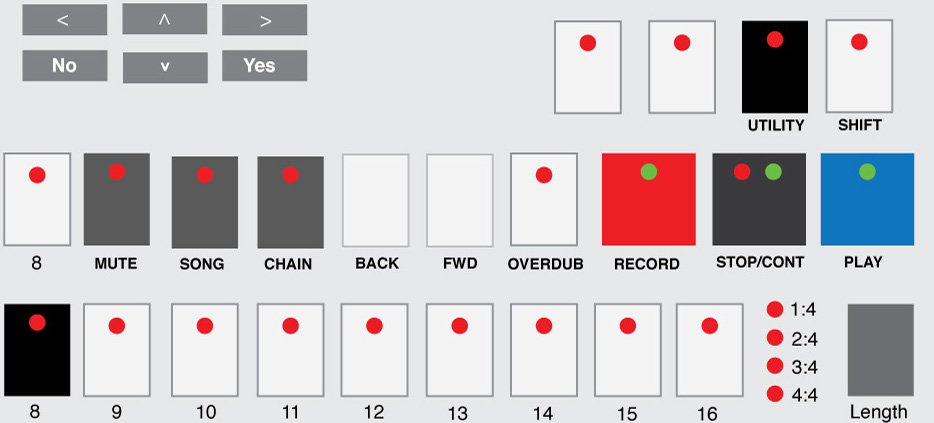 < ^ >
No v Yes
UTILITY SHIFT
8 MUTE SONG CHAIN BACK FWD OVERDUB RECORD STOP/CONT PLAY
1:4
2:4
3:4
4:4
8 9 10 11 12 13 14 15 16 Length